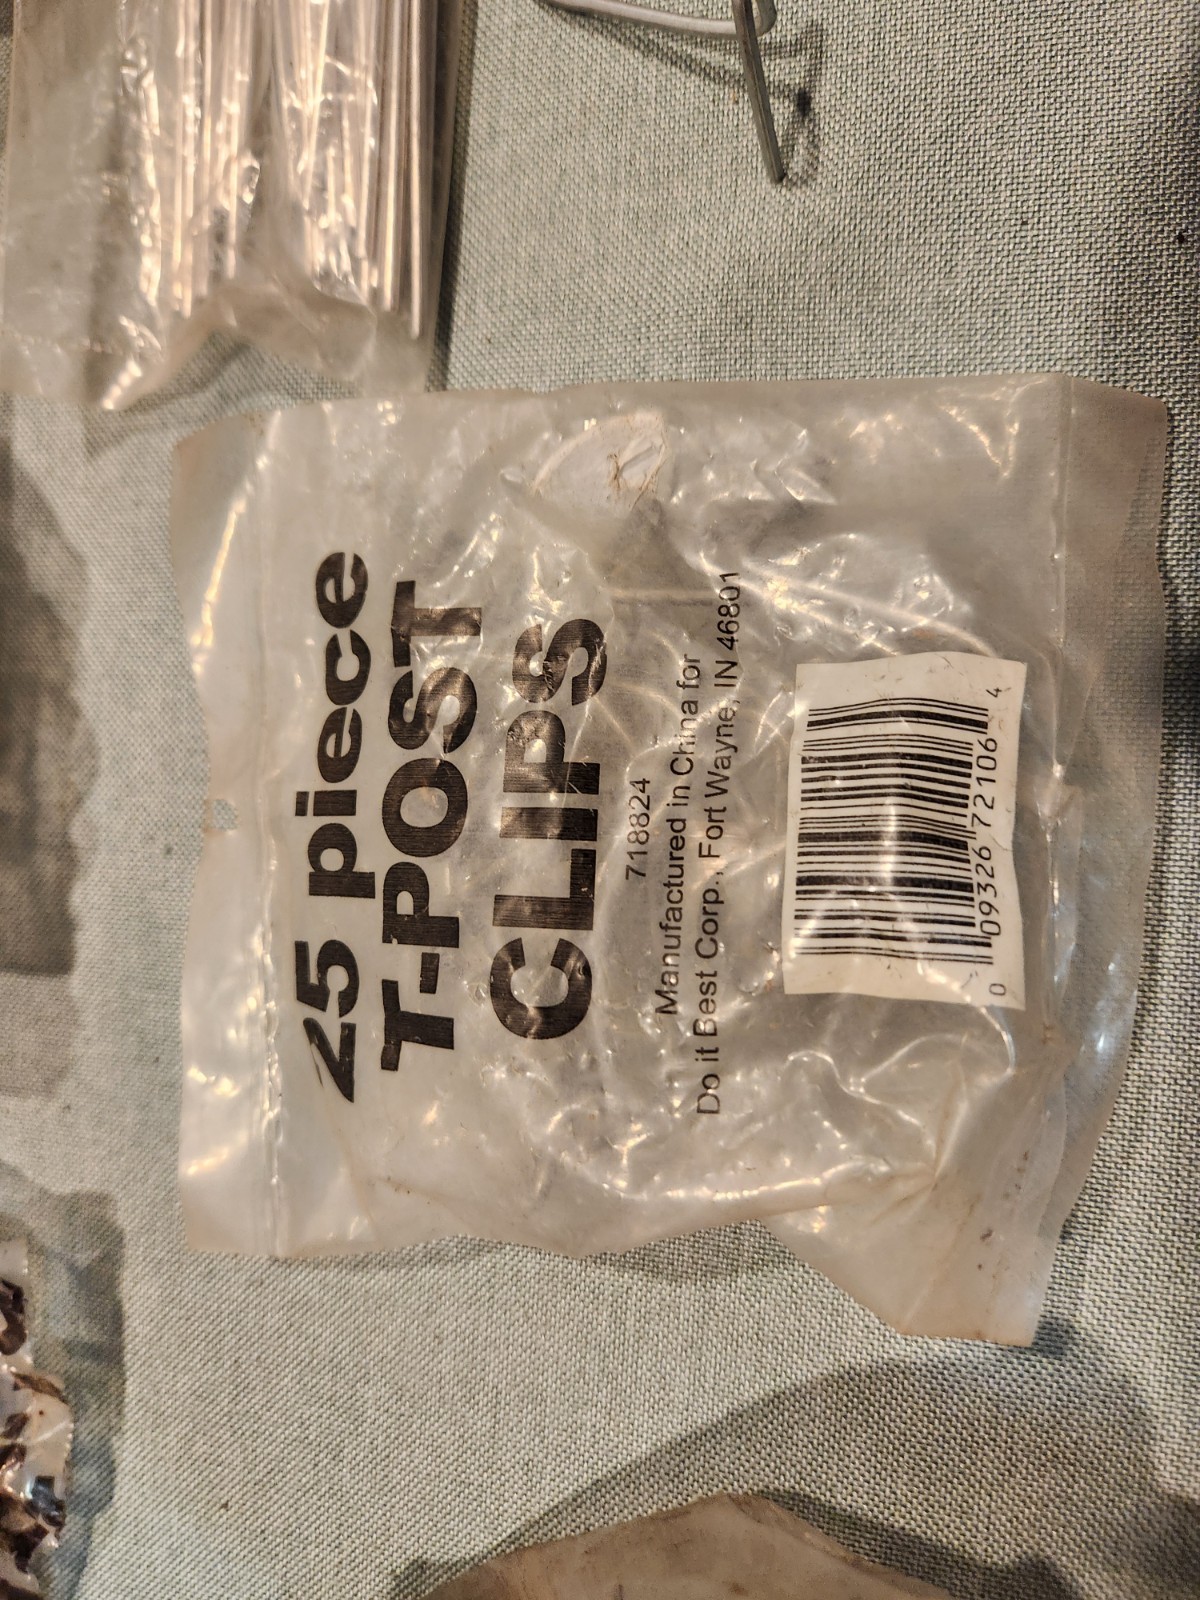 25 piece
T-POST
CLIPS
718824
Manufactured in China for
Do it Best Corp., Fort Wayne, IN 46801
0 09326 72106 4